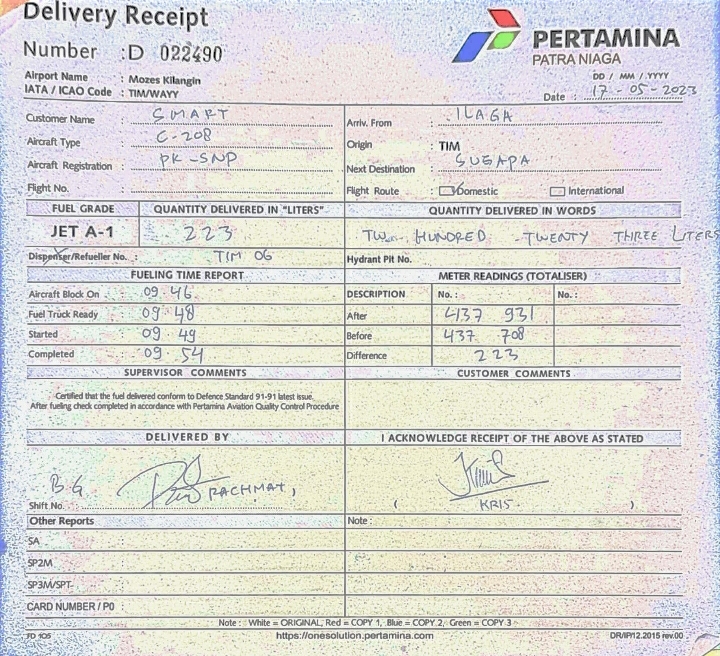 Delivery Receipt
Number :D 022490
PERTAMINA
PATRA NIAGA
Airport Name : Mozes Kilangin
IATA / ICAO Code : TIM/WAYY
DD / MM / YYYY
Date : 17 - 05 - 2023
Customer Name : SMART
Arriv. From : ILAGA
Aircraft Type : C-208
Origin : TIM
Aircraft Registration : PK-SNP
Next Destination : SUGAPA
Flight No. :
Flight Route : Domestic International
FUEL GRADE QUANTITY DELIVERED IN "LITERS" QUANTITY DELIVERED IN WORDS
JET A-1 223 TWO HUNDRED TWENTY THREE LITERS
Dispenser/Refueller No. : TIM 06 Hydrant Pit No.
FUELING TIME REPORT METER READINGS (TOTALISER)
Aircraft Block On : 09.46 DESCRIPTION No. : No. :
Fuel Truck Ready : 09.48 After 4137 931
Started : 09.49 Before 437 708
Completed : 09.54 Difference 223
SUPERVISOR COMMENTS CUSTOMER COMMENTS
Certified that the fuel delivered conform to Defence Standard 91-91 latest issue.
After fueling check completed in accordance with Pertamina Aviation Quality Control Procedure
DELIVERED BY I ACKNOWLEDGE RECEIPT OF THE ABOVE AS STATED
RACHMAT
Shift No. ( KRIS )
Other Reports Note :
SA
SP2M
SP3M/SPT
CARD NUMBER / P0
Note : White = ORIGINAL, Red = COPY 1, Blue = COPY 2, Green = COPY 3
FD 105 https://onesolution.pertamina.com DR/IP/12.2015 rev.00